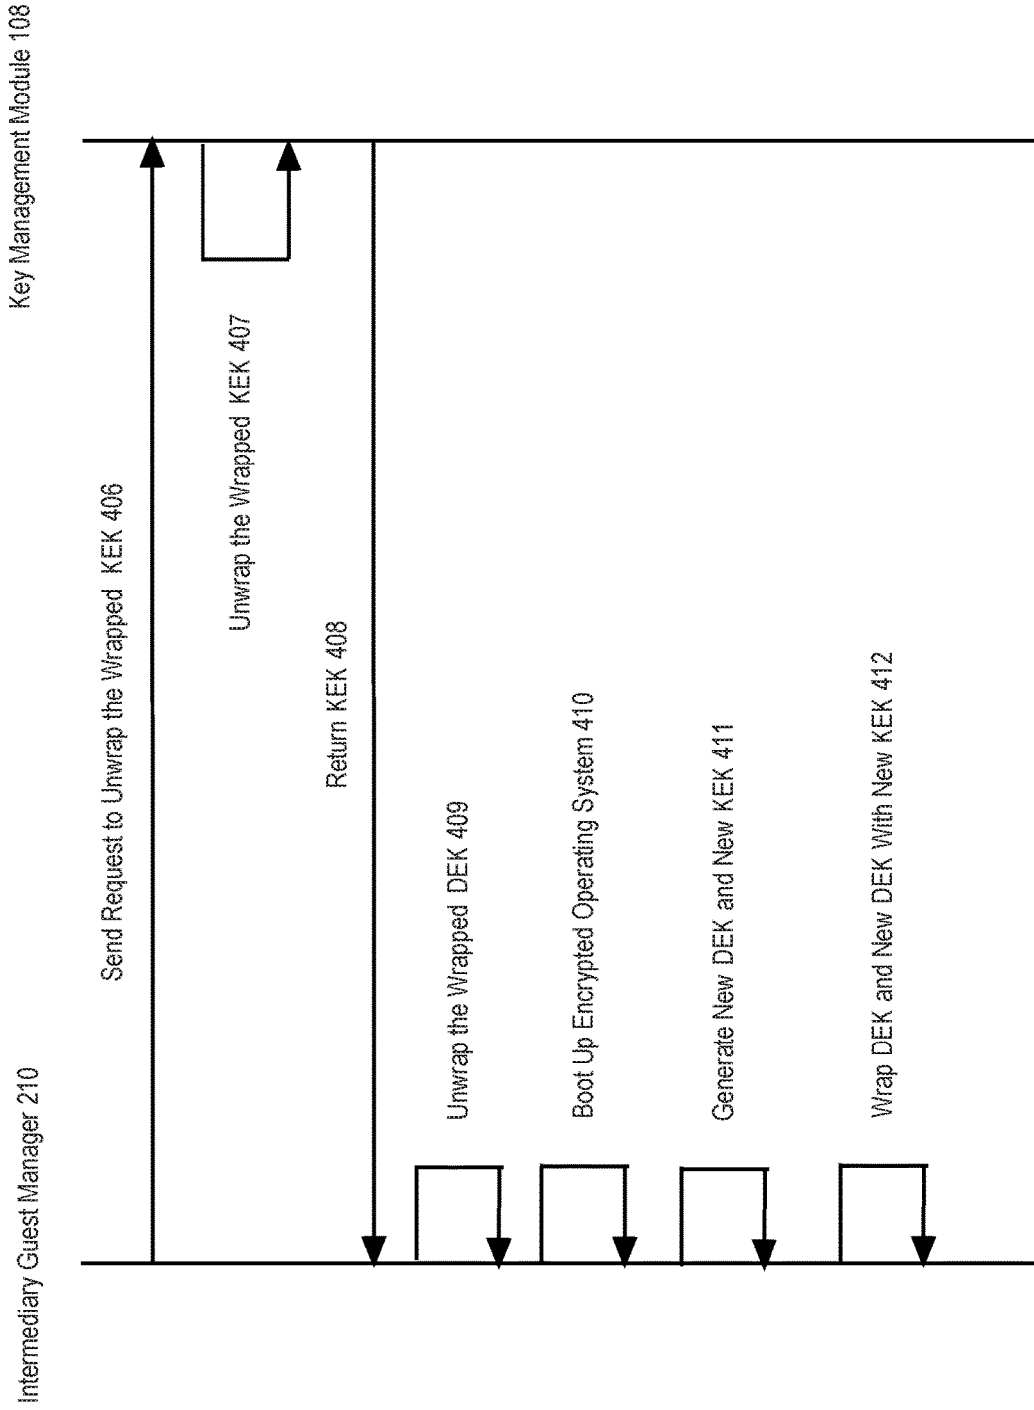 Intermediary Guest Manager 210
Key Management Module 108
Send Request to Unwrap the Wrapped KEK 406
Unwrap the Wrapped KEK 407
Return KEK 408
Unwrap the Wrapped DEK 409
Boot Up Encrypted Operating System 410
Generate New DEK and New KEK 411
Wrap DEK and New DEK With New KEK 412